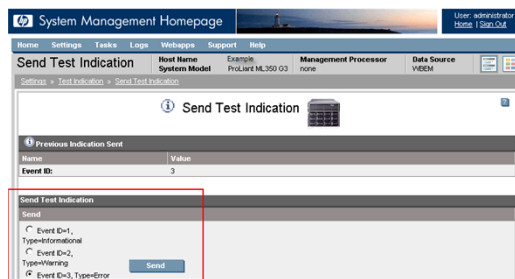 hp System Management Homepage
User: administrator
Home | Sign Out
Home Settings Tasks Logs Webapps Support Help
Send Test Indication
Host Name Example
System Model ProLiant ML350 G3
Management Processor
none
Data Source
WBEM
Settings » Test Indication » Send Test Indication
Send Test Indication
Previous Indication Sent
Name Value
Event ID: 3
Send Test Indication
Send
Event ID=1,
Type=Informational
Event ID=2,
Type=Warning
Event ID=3, Type=Error
Send